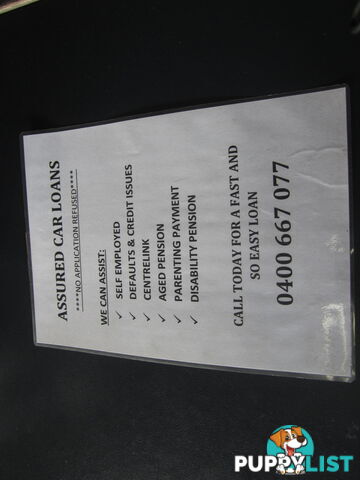 ASSURED CAR LOANS
****NO APPLICATION REFUSED****
WE CAN ASSIST:
✓ SELF EMPLOYED
✓ DEFAULTS & CREDIT ISSUES
✓ CENTRELINK
✓ AGED PENSION
✓ PARENTING PAYMENT
✓ DISABILITY PENSION
CALL TODAY FOR A FAST AND
SO EASY LOAN
0400 667 077
PUPPYLIST